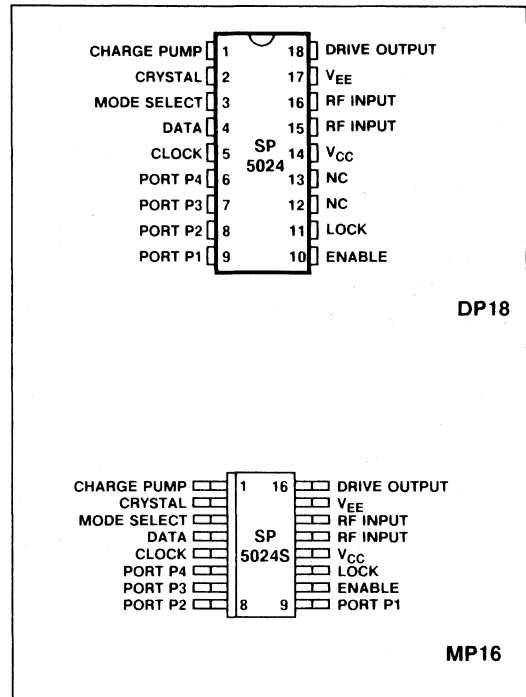 CHARGE PUMP 1 18 DRIVE OUTPUT
CRYSTAL 2 17 VEE
MODE SELECT 3 16 RF INPUT
DATA 4 15 RF INPUT
CLOCK 5 SP 5024 14 VCC
PORT P4 6 13 NC
PORT P3 7 12 NC
PORT P2 8 11 LOCK
PORT P1 9 10 ENABLE
DP18
CHARGE PUMP 1 16 DRIVE OUTPUT
CRYSTAL VEE
MODE SELECT RF INPUT
DATA SP RF INPUT
CLOCK 5024S VCC
PORT P4 LOCK
PORT P3 ENABLE
PORT P2 8 9 PORT P1
MP16